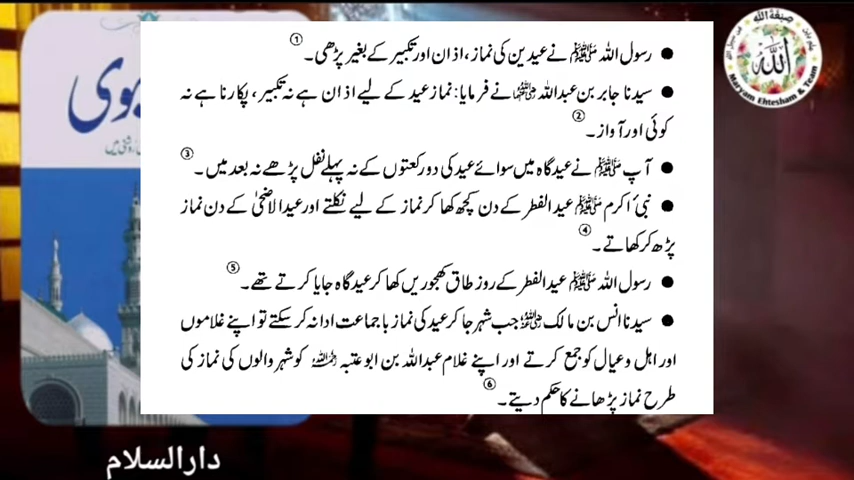 ● رسول اللہ ﷺ نے عیدین کی نماز، اذان اور تکبیر کے بغیر پڑھی۔ ①
● سیدنا جابر بن عبداللہ رضی اللہ عنہما نے فرمایا: نماز عید کے لیے اذان ہے نہ تکبیر، پکارنا ہے نہ
کوئی اور آواز۔ ②
● آپ ﷺ نے عید گاہ میں سوائے عید کی دو رکعتوں کے نہ پہلے نفل پڑھے نہ بعد میں۔ ③
● نبیٔ اکرم ﷺ عید الفطر کے دن کچھ کھا کر نماز کے لیے نکلتے اور عید الاضحیٰ کے دن نماز
پڑھ کر کھاتے۔ ④
● رسول اللہ ﷺ عید الفطر کے روز طاق کھجوریں کھا کر عید گاہ جایا کرتے تھے۔ ⑤
● سیدنا انس بن مالک رضی اللہ عنہ جب شہر جا کر عید کی نماز با جماعت ادا نہ کر سکتے تو اپنے غلاموں
اور اہل و عیال کو جمع کرتے اور اپنے غلام عبداللہ بن ابو عتبہ رحمہ اللہ کو شہر والوں کی نماز کی
طرح نماز پڑھانے کا حکم دیتے۔ ⑥
دارالسلام
صبغة الله
الله
Maryam Ehtesham & Team